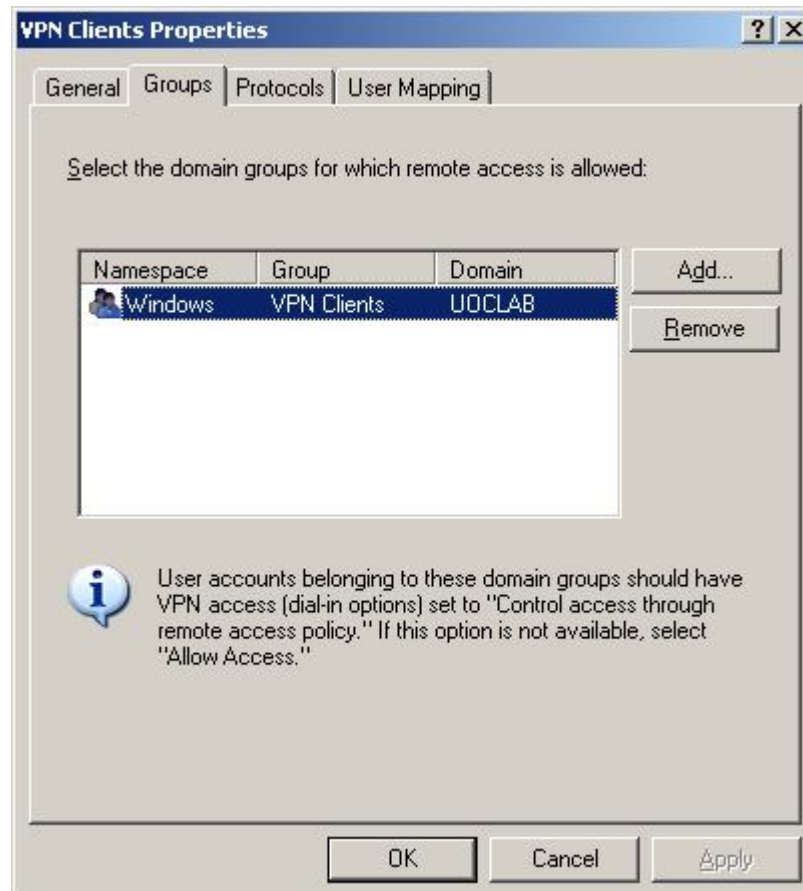 VPN Clients Properties
General Groups Protocols User Mapping
Select the domain groups for which remote access is allowed:
Namespace Group Domain
Windows VPN Clients UOCLAB
Add...
Remove
User accounts belonging to these domain groups should have
VPN access (dial-in options) set to "Control access through
remote access policy." If this option is not available, select
"Allow Access."
OK Cancel Apply